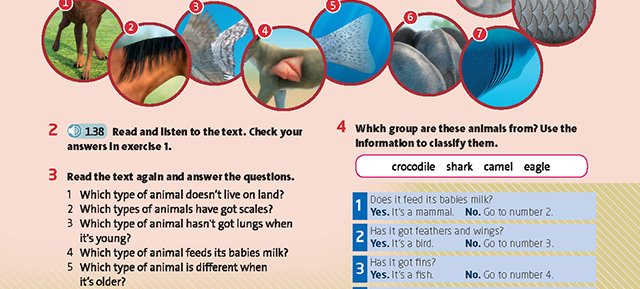 1
2
3
4
5
6
7
2 1.38 Read and listen to the text. Check your
answers in exercise 1.
3 Read the text again and answer the questions.
1 Which type of animal doesn't live on land?
2 Which types of animals have got scales?
3 Which type of animal hasn't got lungs when
it's young?
4 Which type of animal feeds its babies milk?
5 Which type of animal is different when
it's older?
4 Which group are these animals from? Use the
information to classify them.
crocodile shark camel eagle
1 Does it feed its babies milk?
Yes. It's a mammal. No. Go to number 2.
2 Has it got feathers and wings?
Yes. It's a bird. No. Go to number 3.
3 Has it got fins?
Yes. It's a fish. No. Go to number 4.